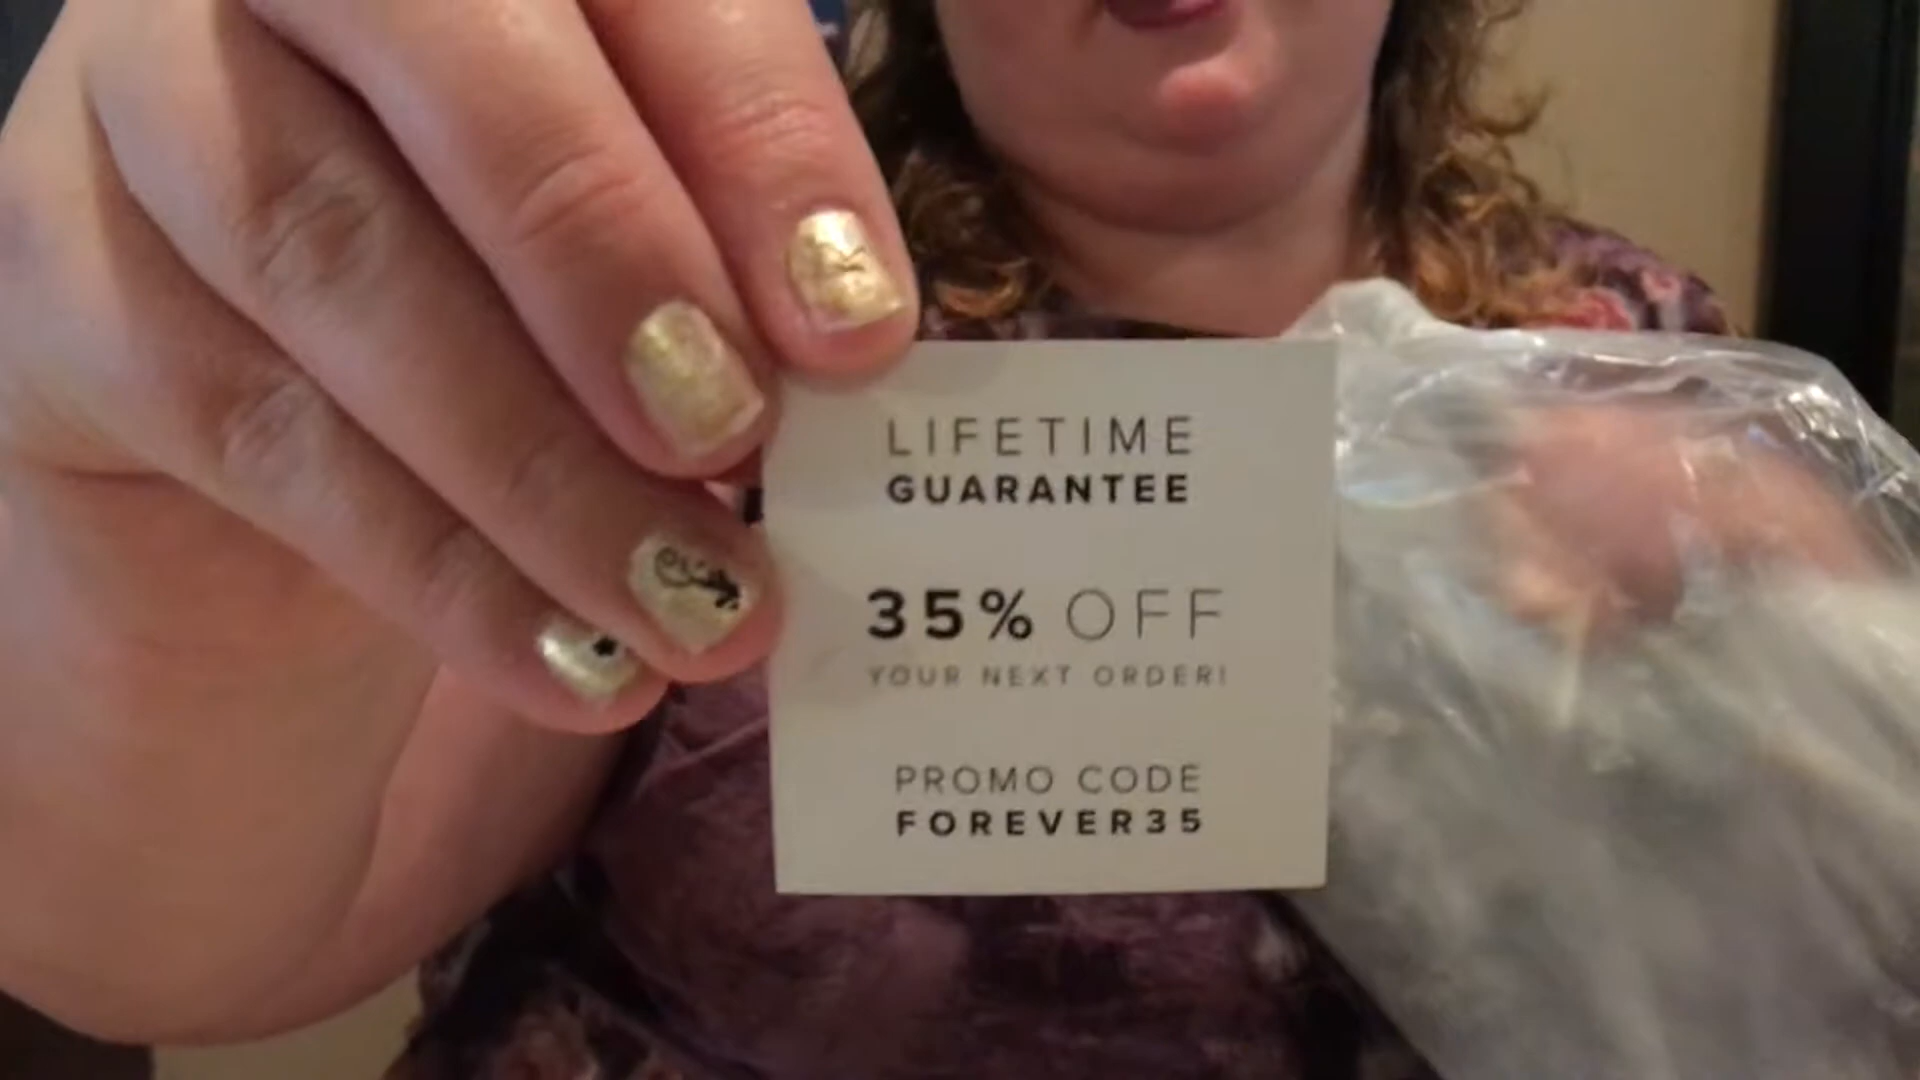 LIFETIME
GUARANTEE
35% OFF
YOUR NEXT ORDER!
PROMO CODE
FOREVER35